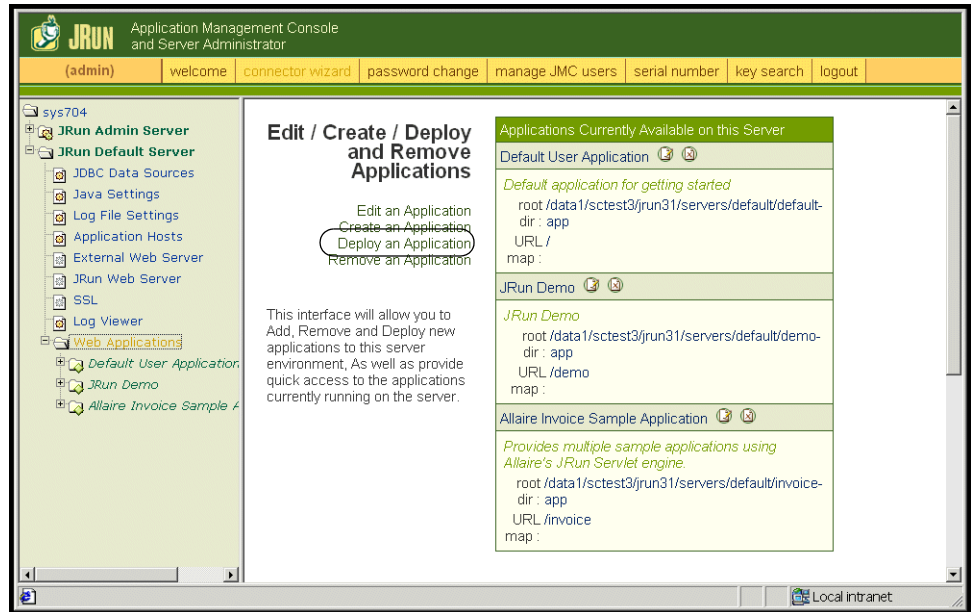 JRUN
Application Management Console
and Server Administrator
(admin) welcome connector wizard password change manage JMC users serial number key search logout
sys704
JRun Admin Server
JRun Default Server
JDBC Data Sources
Java Settings
Log File Settings
Application Hosts
External Web Server
JRun Web Server
SSL
Log Viewer
Web Applications
Default User Application
JRun Demo
Allaire Invoice Sample A
Edit / Create / Deploy
and Remove
Applications
Edit an Application
Create an Application
Deploy an Application
Remove an Application
This interface will allow you to
Add, Remove and Deploy new
applications to this server
environment, As well as provide
quick access to the applications
currently running on the server.
Applications Currently Available on this Server
Default User Application
Default application for getting started
root /data1/sctest3/jrun31/servers/default/default-
dir : app
URL /
map :
JRun Demo
JRun Demo
root /data1/sctest3/jrun31/servers/default/demo-
dir : app
URL /demo
map :
Allaire Invoice Sample Application
Provides multiple sample applications using
Allaire's JRun Servlet engine.
root /data1/sctest3/jrun31/servers/default/invoice-
dir : app
URL /invoice
map :
Local intranet